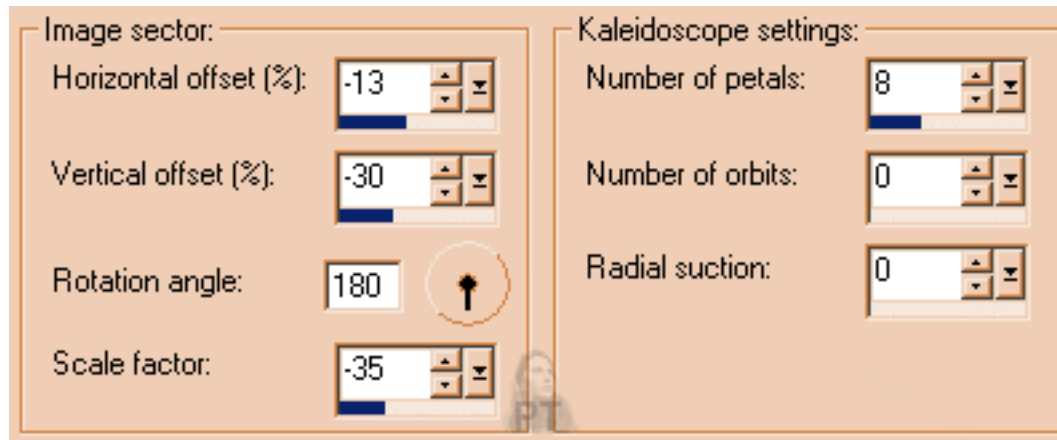 Image sector:
Horizontal offset (%): -13
Vertical offset (%): -30
Rotation angle: 180
Scale factor: -35
Kaleidoscope settings:
Number of petals: 8
Number of orbits: 0
Radial suction: 0
PT